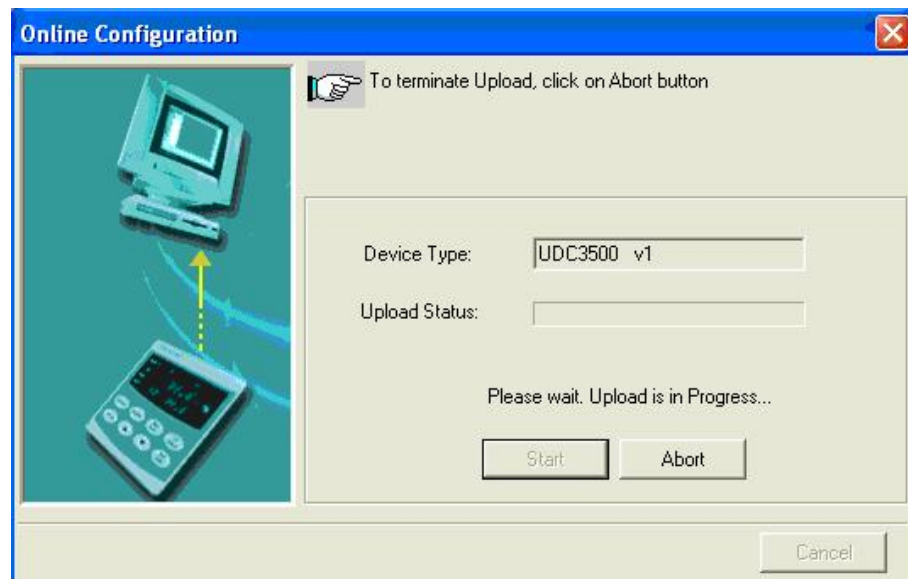 Online Configuration
To terminate Upload, click on Abort button
Device Type:
UDC3500 v1
Upload Status:
Please wait. Upload is in Progress...
Start
Abort
Cancel